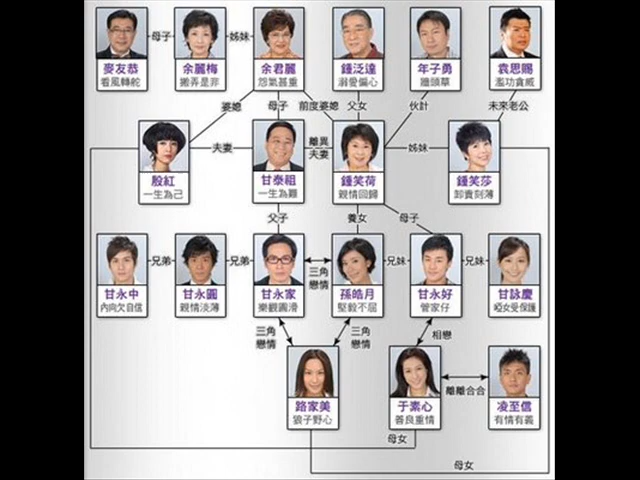 麥友恭 母子 余麗梅 姊妹 余君麗 鍾泛達 年子勇 袁思賜
看風轉舵 搬弄是非 怨氣甚重 溺愛偏心 牆頭草 濫功貪威
婆媳 母子 前度婆媳 父女 伙計 未來老公
殷紅 夫妻 甘泰祖 離異夫妻 鍾笑荷 姊妹 鍾笑莎
一生為己 一生為難 親情回歸 卸責刻薄
父子 養女 母子
甘永中 兄弟 甘永圓 兄弟 甘永家 三角戀情 孫皓月 兄妹 甘永好 兄妹 甘詠慶
內向欠自信 親情淡薄 樂觀圓滑 堅毅不屈 管家仔 啞女受保護
三角戀情 三角戀情 相戀
路家美 于素心 離離合合 凌至信
狼子野心 善良重情 有情有義
母女
母女